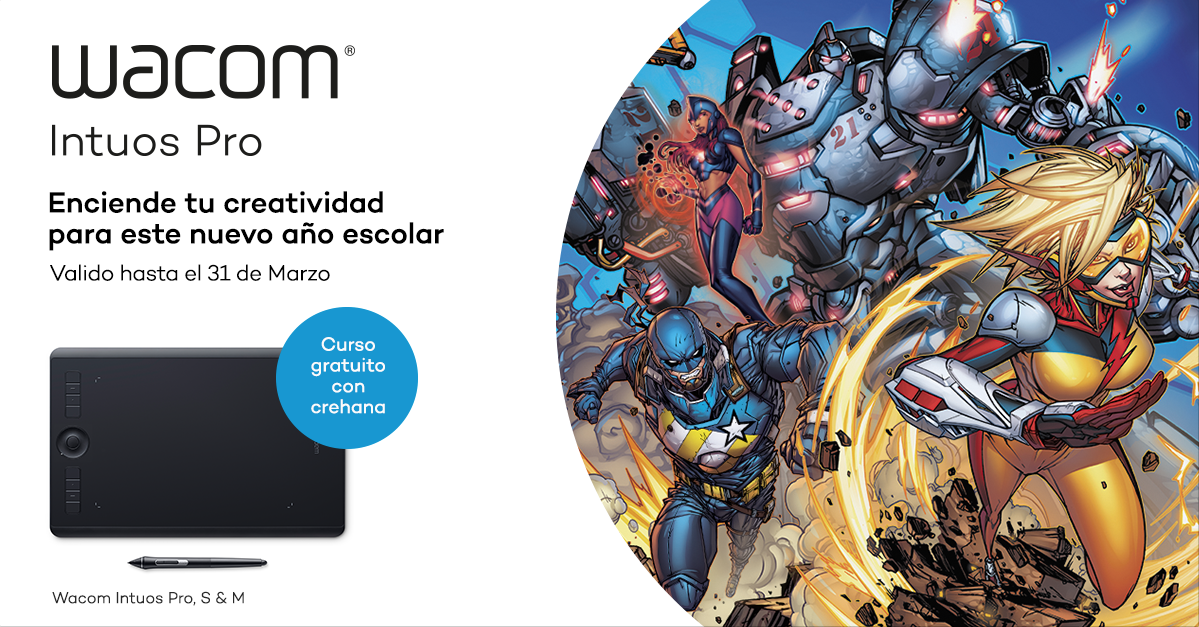 wacom®
Intuos Pro
Enciende tu creatividad
para este nuevo año escolar
Valido hasta el 31 de Marzo
Curso
gratuito
con
crehana
Wacom Intuos Pro, S & M
21